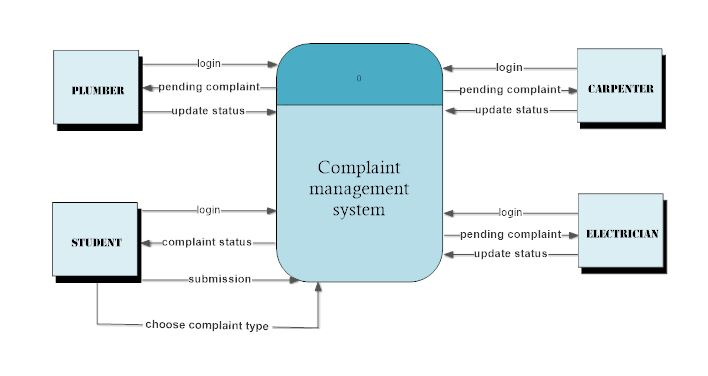 login
PLUMBER
pending complaint
update status
0
login
pending complaint
CARPENTER
update status
Complaint
management
system
login
STUDENT
complaint status
submission
choose complaint type
login
ELECTRICIAN
pending complaint
update status